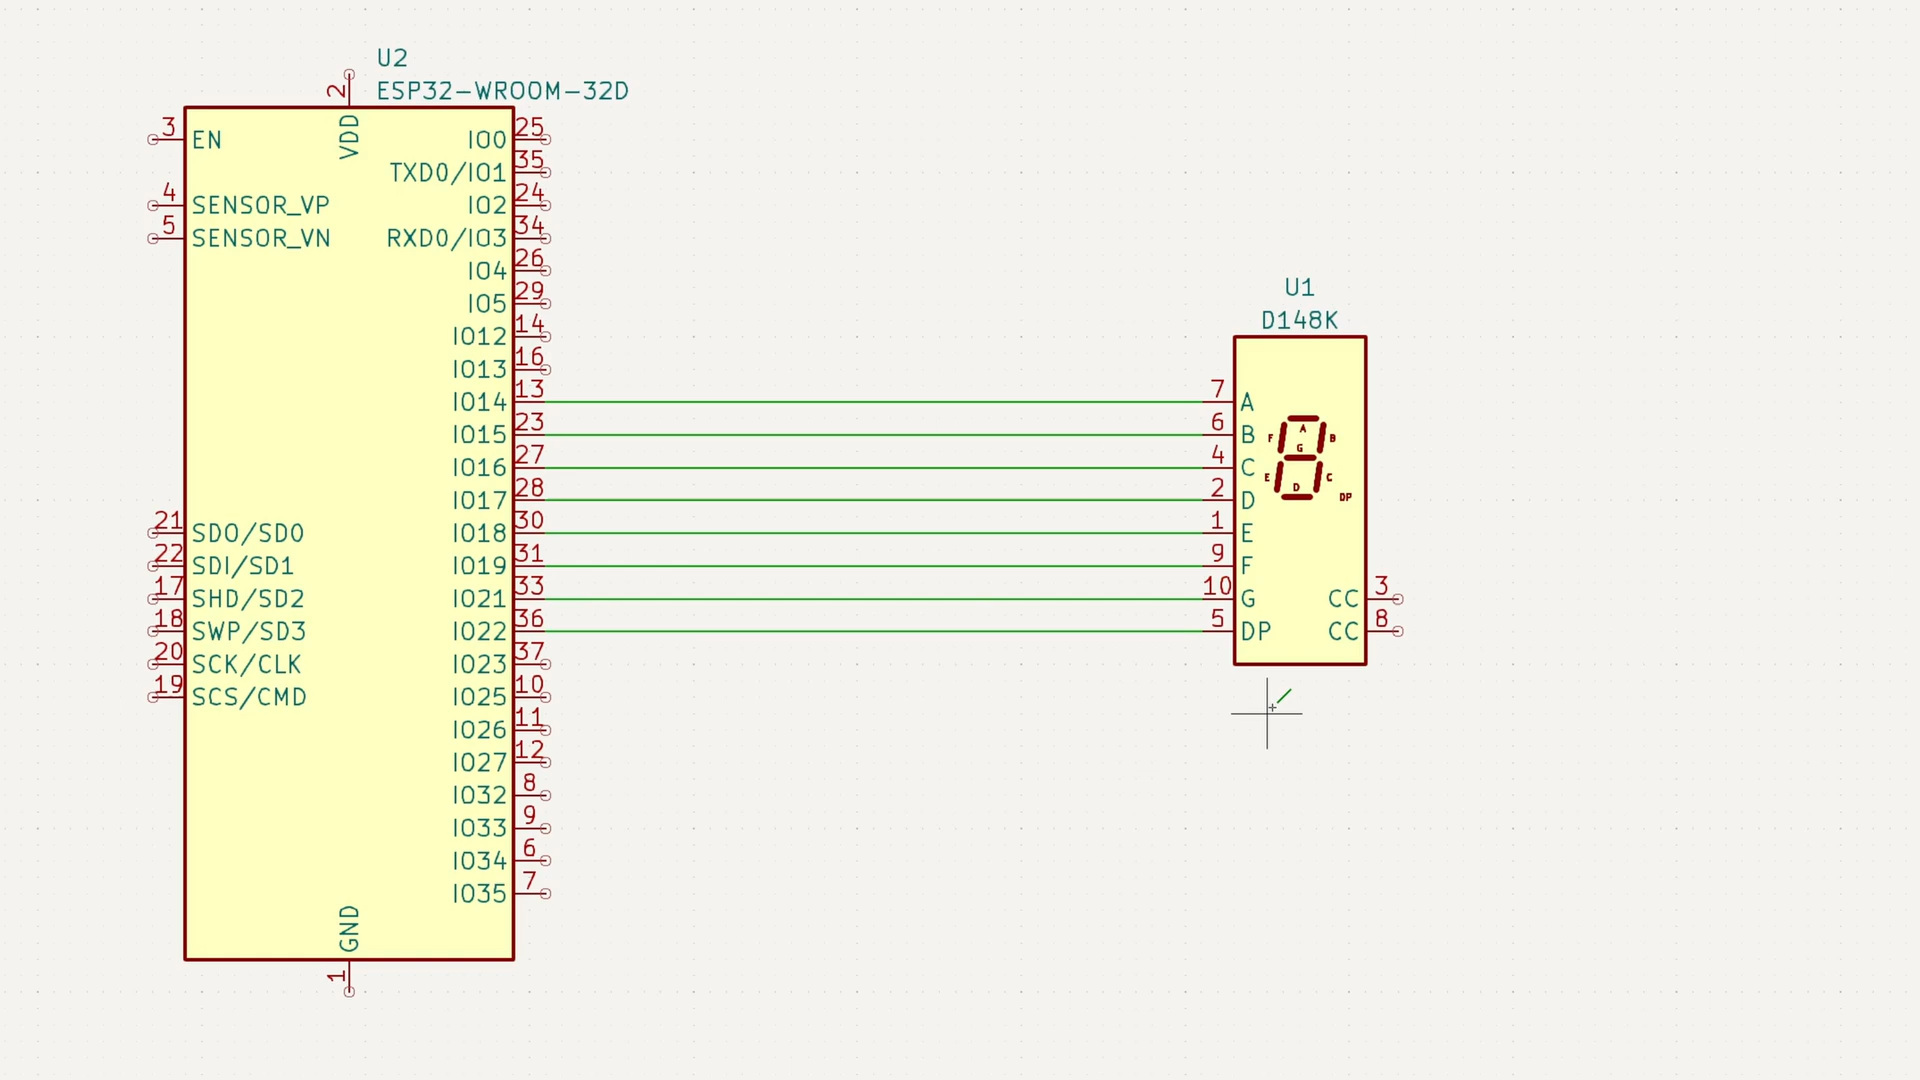 U2
ESP32-WROOM-32D
2
VDD
3 EN
4 SENSOR_VP
5 SENSOR_VN
21 SDO/SD0
22 SDI/SD1
17 SHD/SD2
18 SWP/SD3
20 SCK/CLK
19 SCS/CMD
IO0 25
TXD0/IO1 35
IO2 24
RXD0/IO3 34
IO4 26
IO5 29
IO12 14
IO13 16
IO14 13
IO15 23
IO16 27
IO17 28
IO18 30
IO19 31
IO21 33
IO22 36
IO23 37
IO25 10
IO26 11
IO27 12
IO32 8
IO33 9
IO34 6
IO35 7
GND
1
U1
D148K
7 A
6 B
4 C
2 D
1 E
9 F
10 G
5 DP
A
F B
G
E C
D
DP
CC 3
CC 8